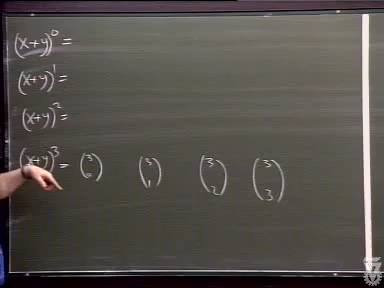 (x+y)⁰ =
(x+y)¹ =
(x+y)² =
(x+y)³ = (3 0) (3 1) (3 2) (3 3)